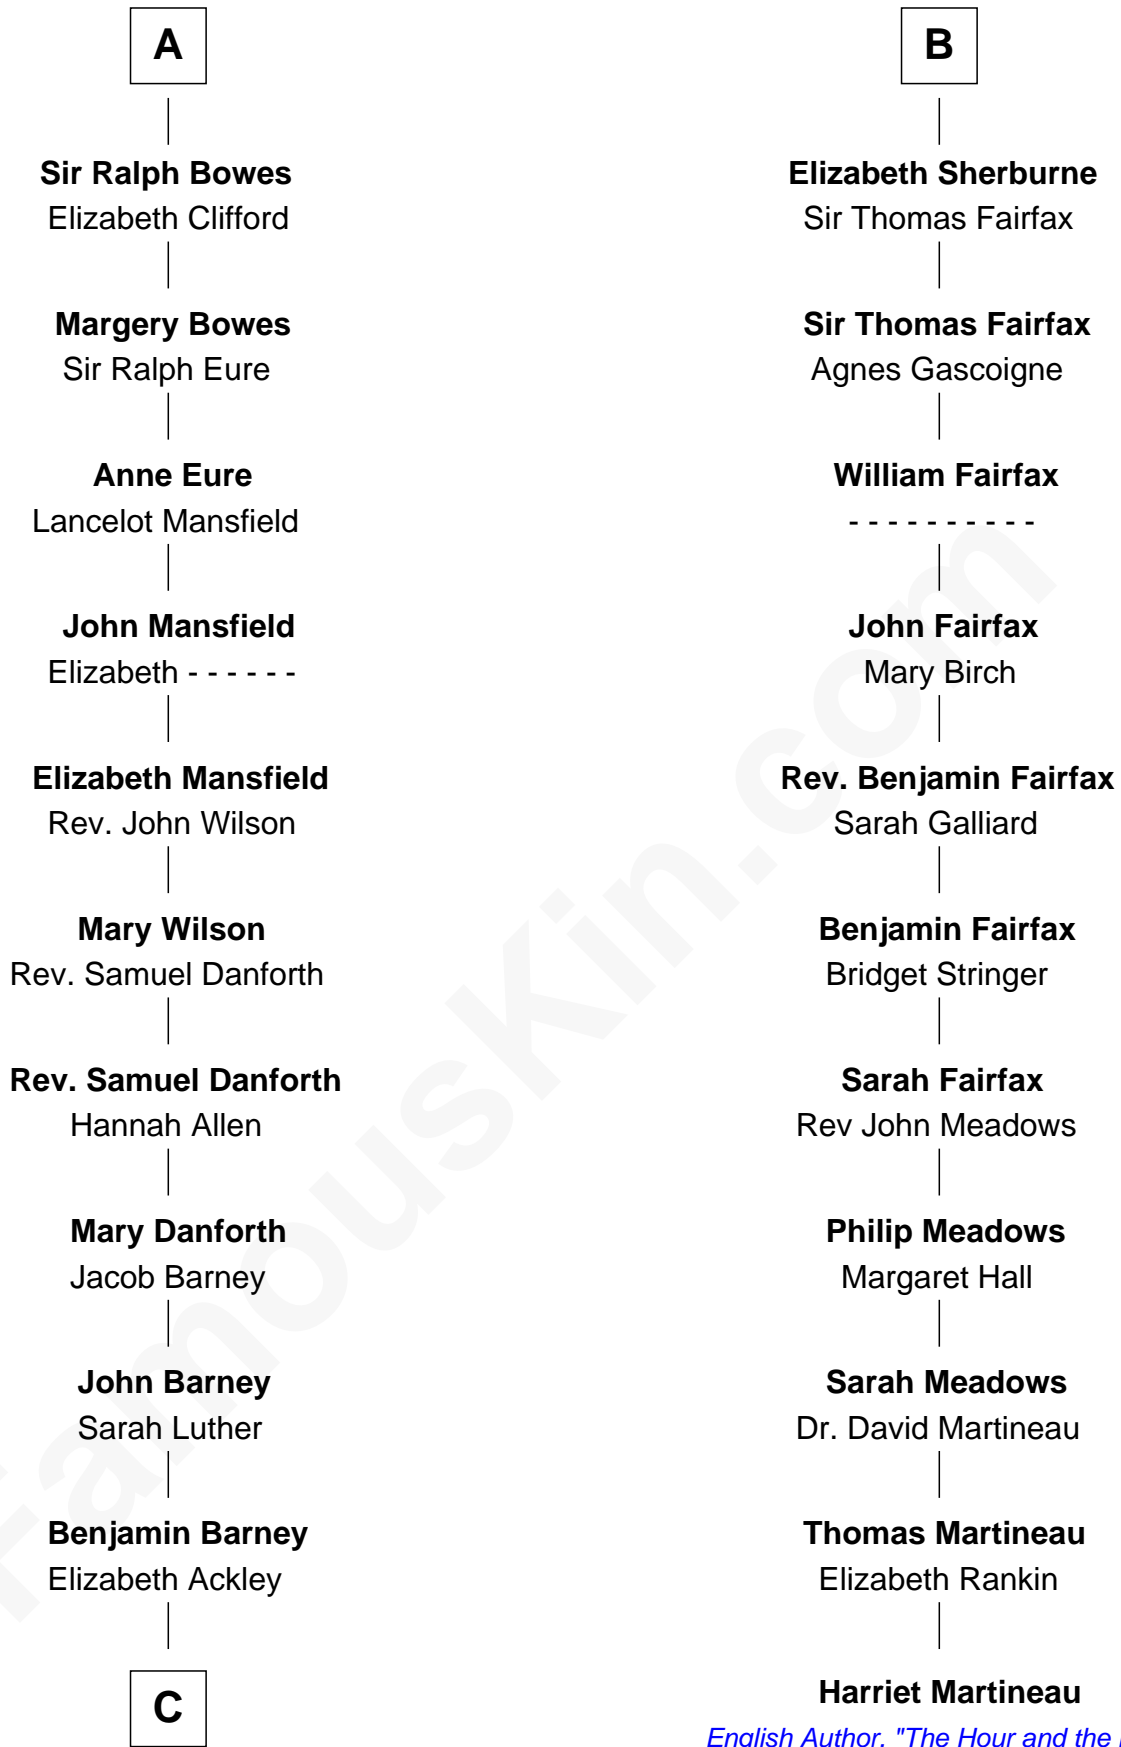 A
Sir Ralph Bowes
Elizabeth Clifford
Margery Bowes
Sir Ralph Eure
Anne Eure
Lancelot Mansfield
John Mansfield
Elizabeth - - - - - -
Elizabeth Mansfield
Rev. John Wilson
Mary Wilson
Rev. Samuel Danforth
Rev. Samuel Danforth
Hannah Allen
Mary Danforth
Jacob Barney
John Barney
Sarah Luther
Benjamin Barney
Elizabeth Ackley
C
B
Elizabeth Sherburne
Sir Thomas Fairfax
Sir Thomas Fairfax
Agnes Gascoigne
William Fairfax
- - - - - - - - - -
John Fairfax
Mary Birch
Rev. Benjamin Fairfax
Sarah Galliard
Benjamin Fairfax
Bridget Stringer
Sarah Fairfax
Rev John Meadows
Philip Meadows
Margaret Hall
Sarah Meadows
Dr. David Martineau
Thomas Martineau
Elizabeth Rankin
Harriet Martineau
English Author, "The Hour and the
FamousKin.com